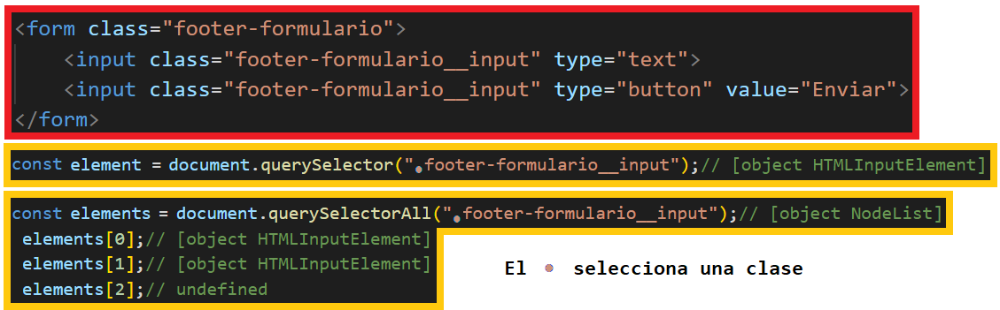 <form class="footer-formulario">
    <input class="footer-formulario__input" type="text">
    <input class="footer-formulario__input" type="button" value="Enviar">
</form>
const element = document.querySelector(".footer-formulario__input");// [object HTMLInputElement]
const elements = document.querySelectorAll(".footer-formulario__input");// [object NodeList]
elements[0];// [object HTMLInputElement]
elements[1];// [object HTMLInputElement]
elements[2];// undefined
El . selecciona una clase